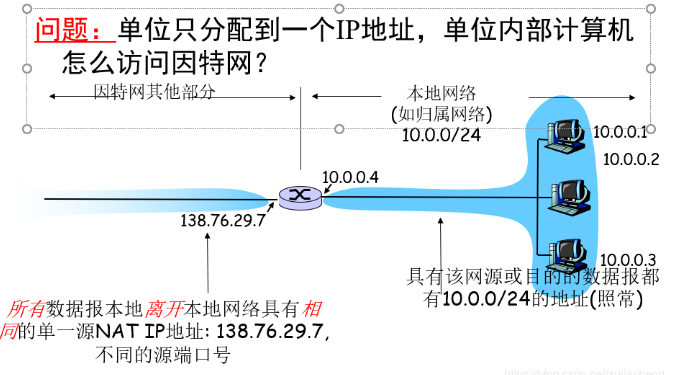 问题：单位只分配到一个IP地址，单位内部计算机
怎么访问因特网？
因特网其他部分
本地网络
(如归属网络)
10.0.0/24
10.0.0.1
10.0.0.2
10.0.0.4
138.76.29.7
10.0.0.3
具有该网源或目的的数据报都
有10.0.0/24的地址(照常)
所有数据报本地离开本地网络具有相
同的单一源NAT IP地址: 138.76.29.7,
不同的源端口号